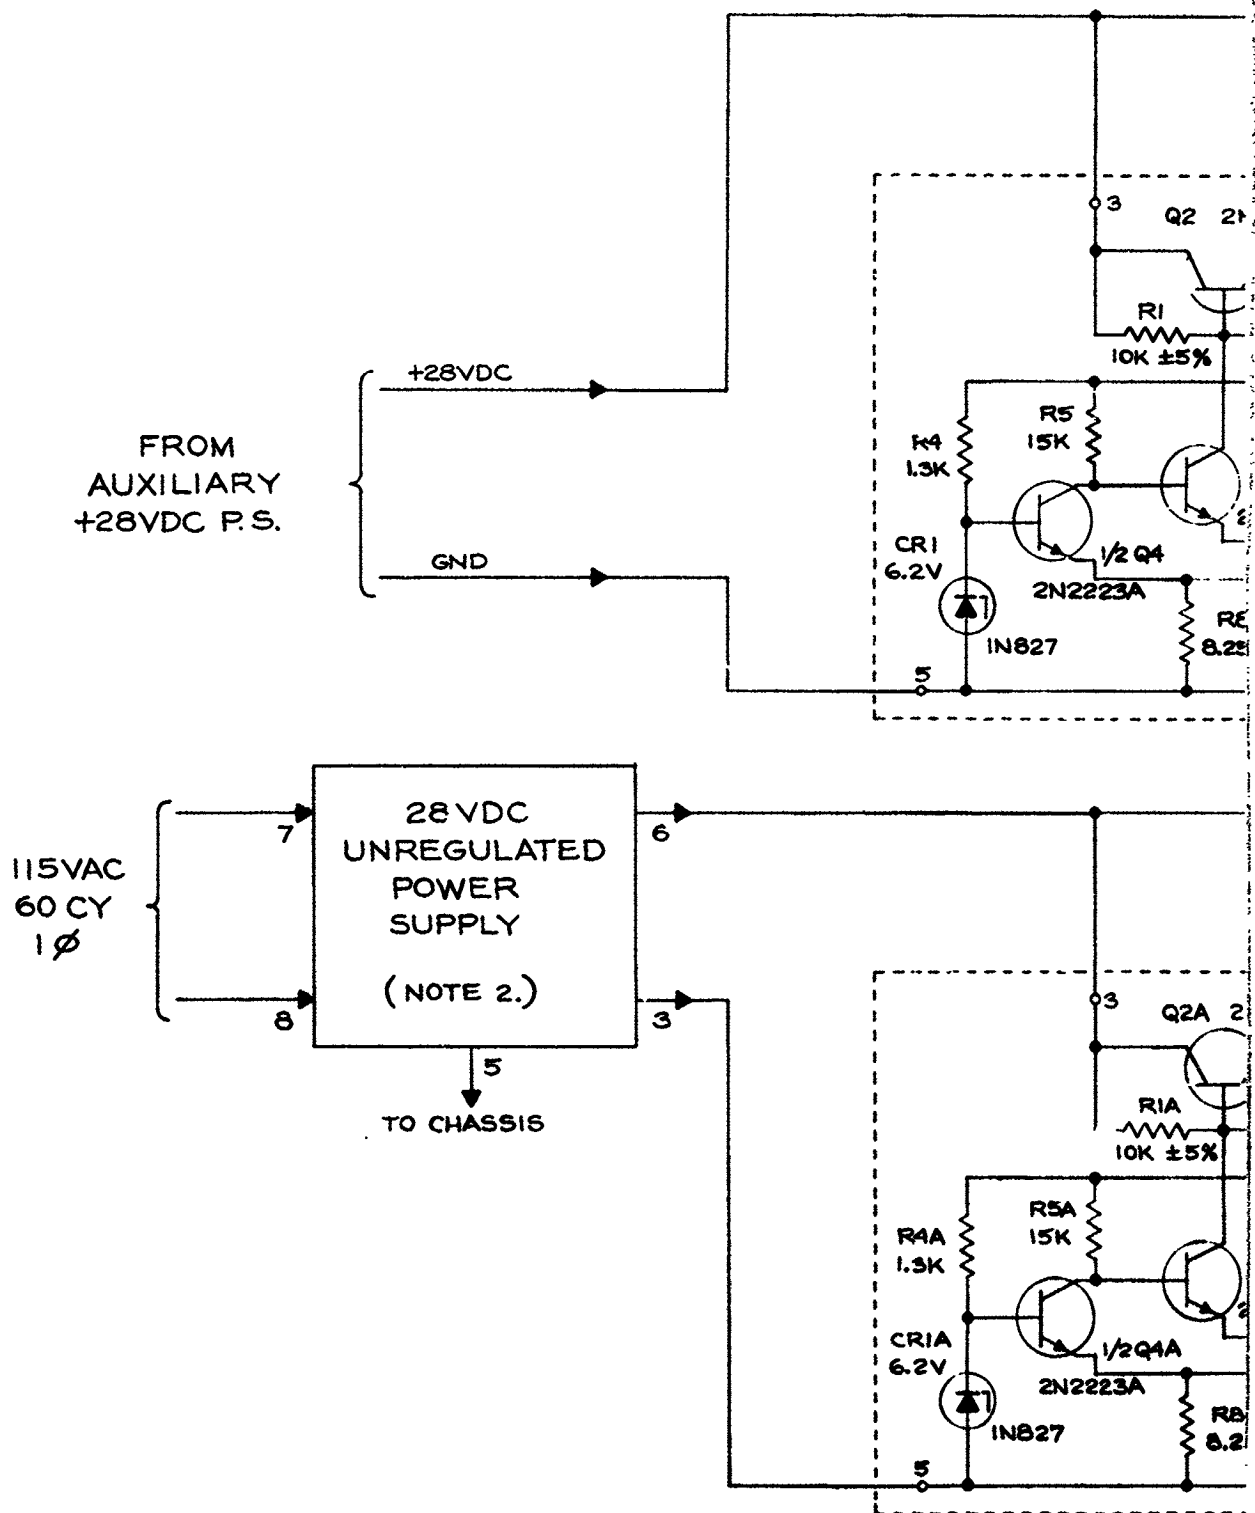 3
Q2
R1
10K ±5%
+28VDC
FROM
AUXILIARY
+28VDC P.S.
R4
1.3K
R5
15K
GND
CR1
6.2V
1/2 Q4
2N2223A
1N827
5
115VAC
60 CY
1Ø
7
8
28VDC
UNREGULATED
POWER
SUPPLY
(NOTE 2.)
6
3
5
TO CHASSIS
3
Q2A
R1A
10K ±5%
R4A
1.3K
R5A
15K
CR1A
6.2V
1/2Q4A
2N2223A
1N827
5